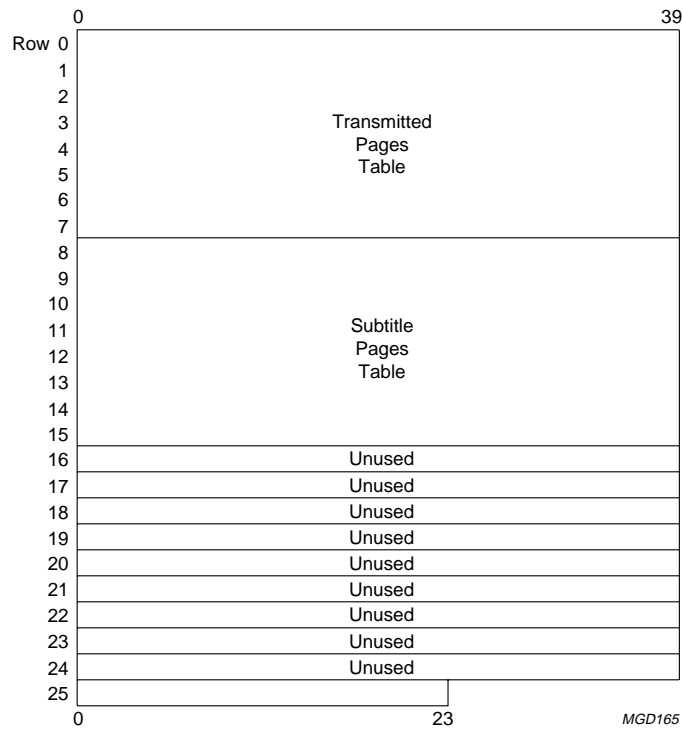 0 39
Row 0
1
2
3 Transmitted
4 Pages
5 Table
6
7
8
9
10
11 Subtitle
12 Pages
13 Table
14
15
16 Unused
17 Unused
18 Unused
19 Unused
20 Unused
21 Unused
22 Unused
23 Unused
24 Unused
25
0 23 MGD165